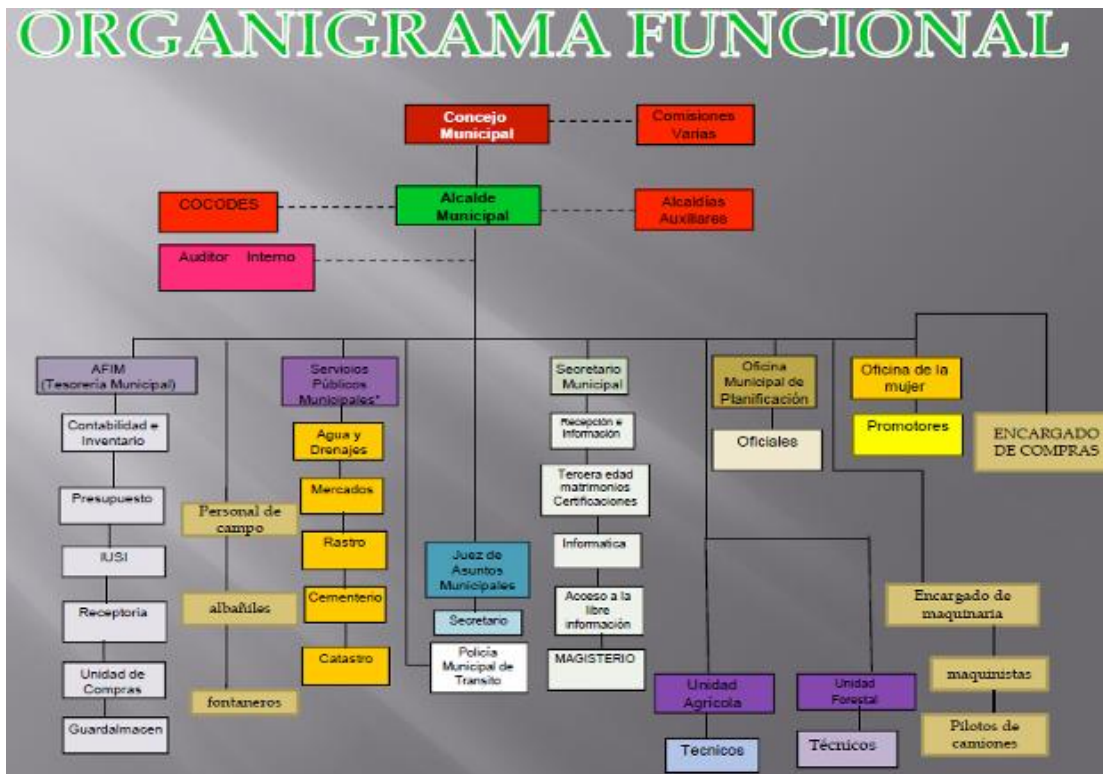 ORGANIGRAMA FUNCIONAL
Concejo
Municipal
Comisiones
Varias
COCODES
Alcalde
Municipal
Alcaldías
Auxiliares
Auditor Interno
AFIM
(Tesorería Municipal)
Contabilidad e
Inventario
Presupuesto
IUSI
Receptoria
Unidad de
Compras
Guardalmacen
Personal de
campo
albañiles
fontaneros
Servicios
Públicos
Municipales*
Agua y
Drenajes
Mercados
Rastro
Cementerio
Catastro
Juez de
Asuntos
Municipales
Secretario
Policía
Municipal de
Transito
Secretario
Municipal
Recepción e
Información
Tercera edad
matrimonios
Certificaciones
Informatica
Acceso a la
libre
información
MAGISTERIO
Oficina
Municipal de
Planificación
Oficiales
Unidad
Agrícola
Tecnicos
Unidad
Forestal
Técnicos
Oficina de la
mujer
Promotores
ENCARGADO
DE COMPRAS
Encargado de
maquinaria
maquinistas
Pilotos de
camiones